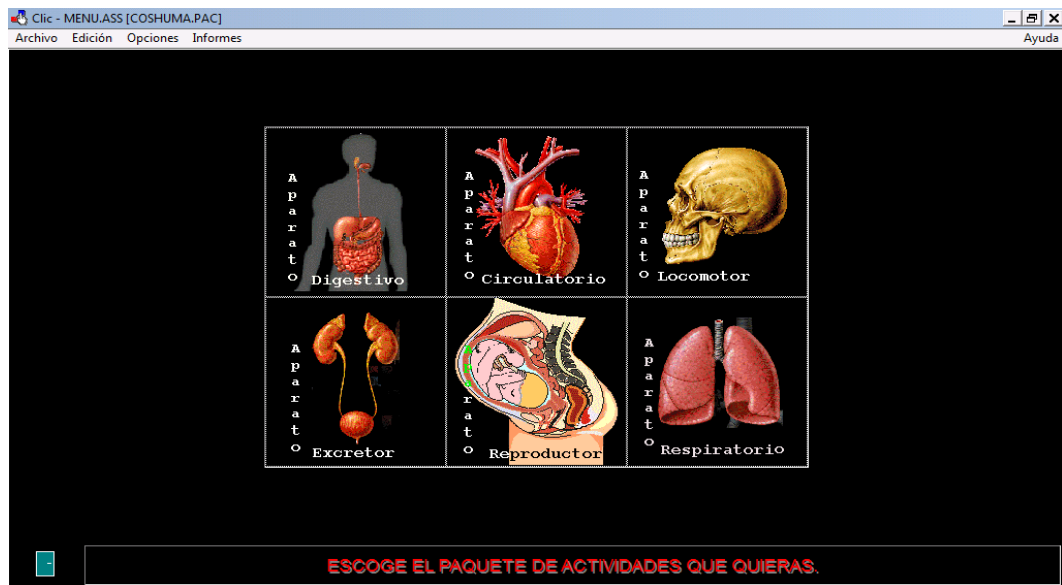 Clic - MENU.ASS [COSHUMA.PAC]
Archivo Edición Opciones Informes Ayuda
Aparato Digestivo
Aparato Circulatorio
Aparato Locomotor
Aparato Excretor
Aparato Reproductor
Aparato Respiratorio
ESCOGE EL PAQUETE DE ACTIVIDADES QUE QUIERAS.